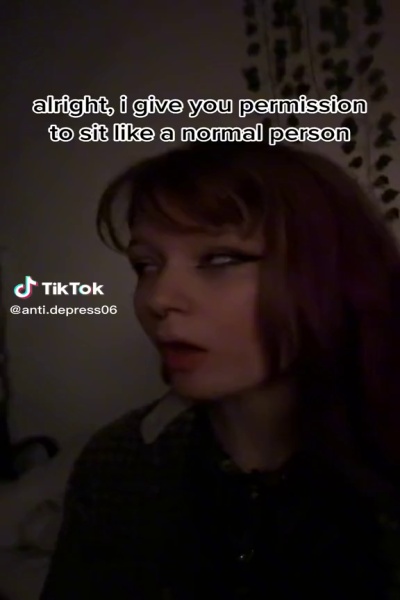 alright, i give you permission
to sit like a normal person
TikTok
@anti.depress06